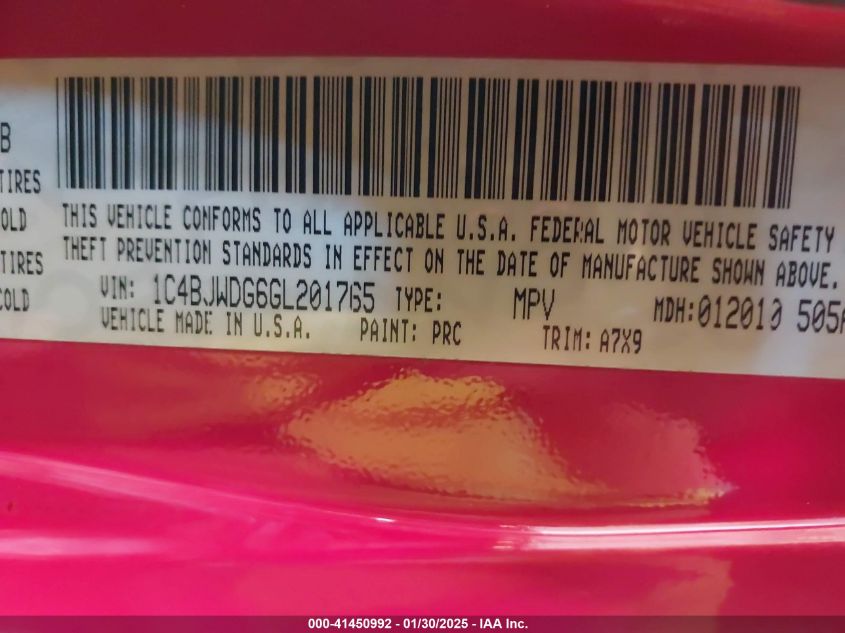 B
TIRES
OLD
TIRES
COLD
THIS VEHICLE CONFORMS TO ALL APPLICABLE U.S.A. FEDERAL MOTOR VEHICLE SAFETY
THEFT PREVENTION STANDARDS IN EFFECT ON THE DATE OF MANUFACTURE SHOWN ABOVE.
VIN: 1C4BJWDG6GL201765 TYPE: MPV MDH:012010 505A
VEHICLE MADE IN U.S.A. PAINT: PRC TRIM: A7X9
000-41450992 - 01/30/2025 - IAA Inc.